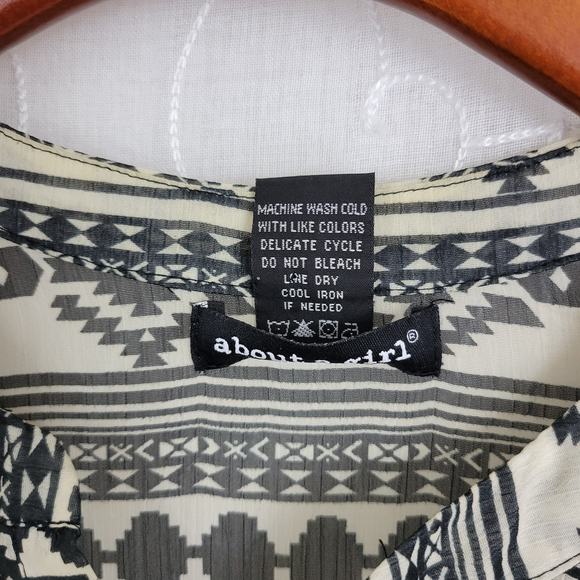 MACHINE WASH COLD
WITH LIKE COLORS
DELICATE CYCLE
DO NOT BLEACH
LINE DRY
COOL IRON
IF NEEDED
about a girl®